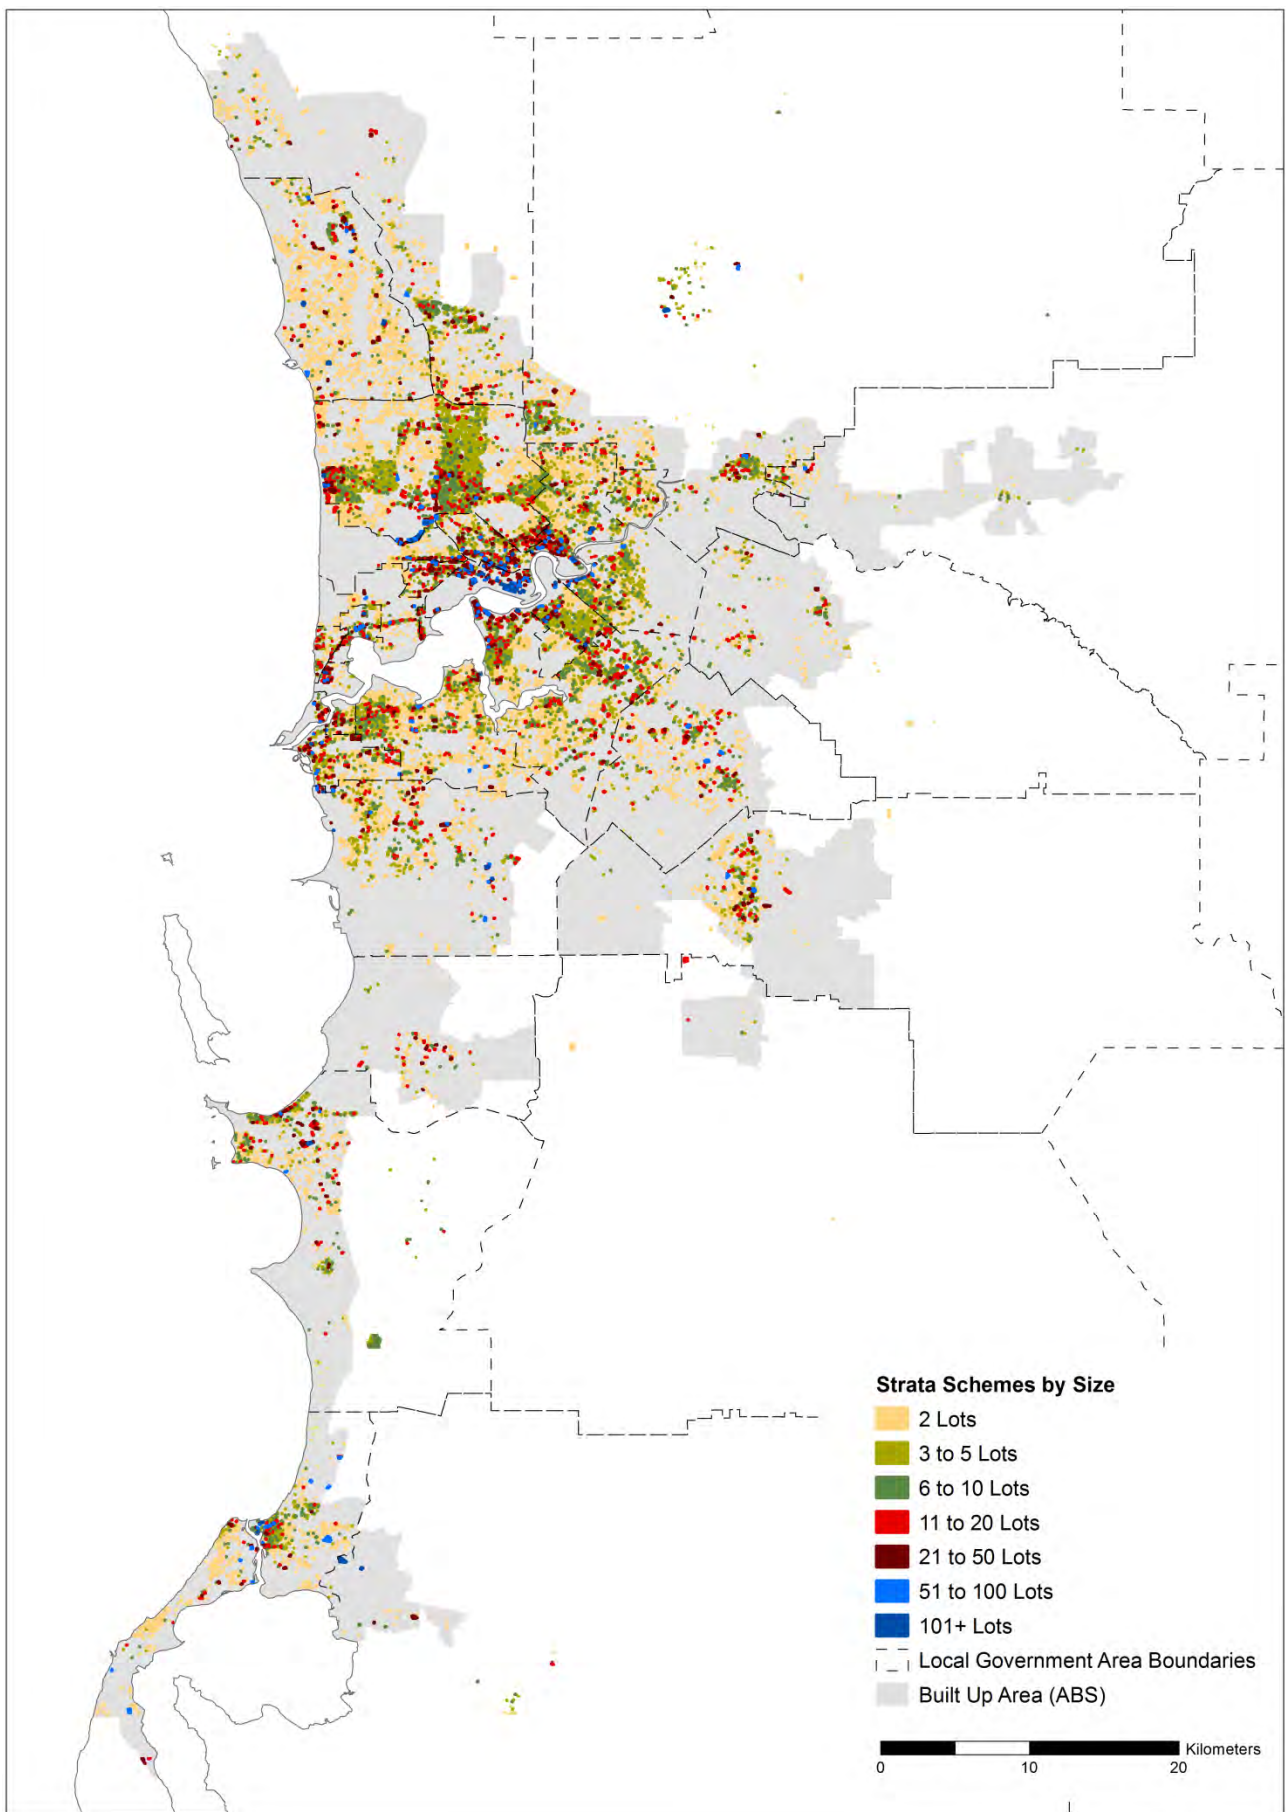 Strata Schemes by Size
2 Lots
3 to 5 Lots
6 to 10 Lots
11 to 20 Lots
21 to 50 Lots
51 to 100 Lots
101+ Lots
Local Government Area Boundaries
Built Up Area (ABS)
Kilometers
0 10 20